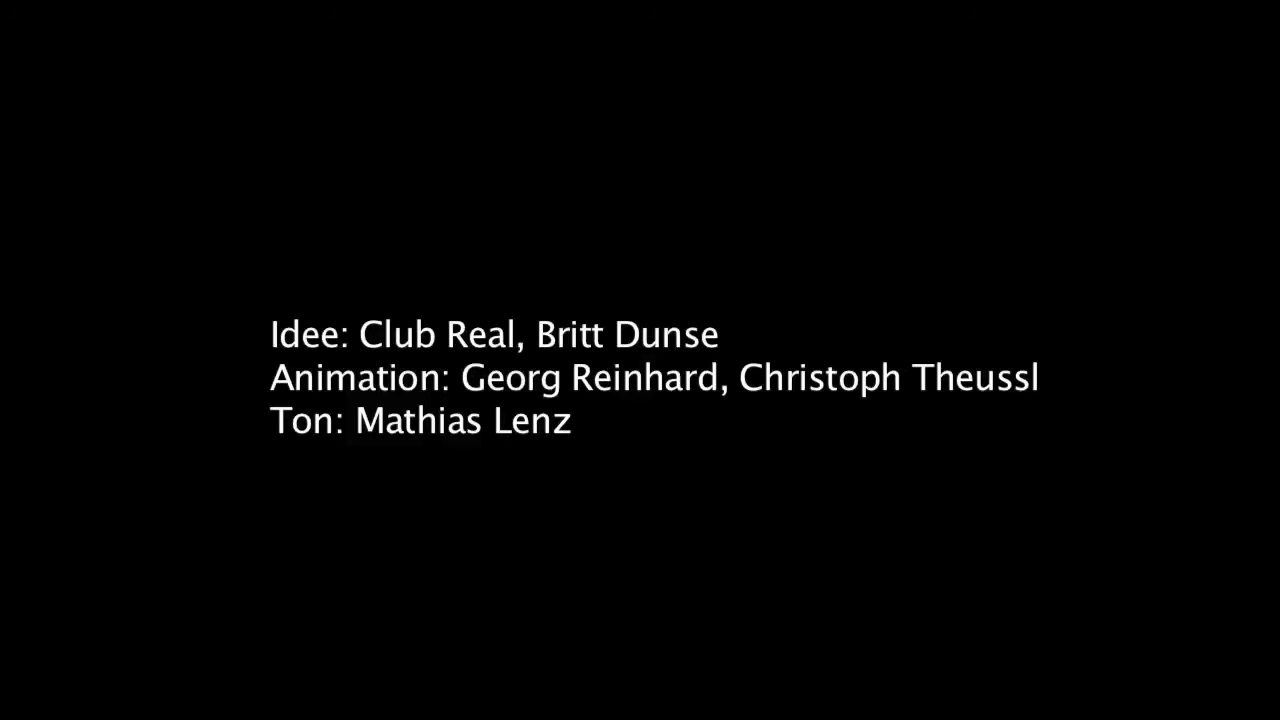 Idee: Club Real, Britt Dunse
Animation: Georg Reinhard, Christoph Theussl
Ton: Mathias Lenz